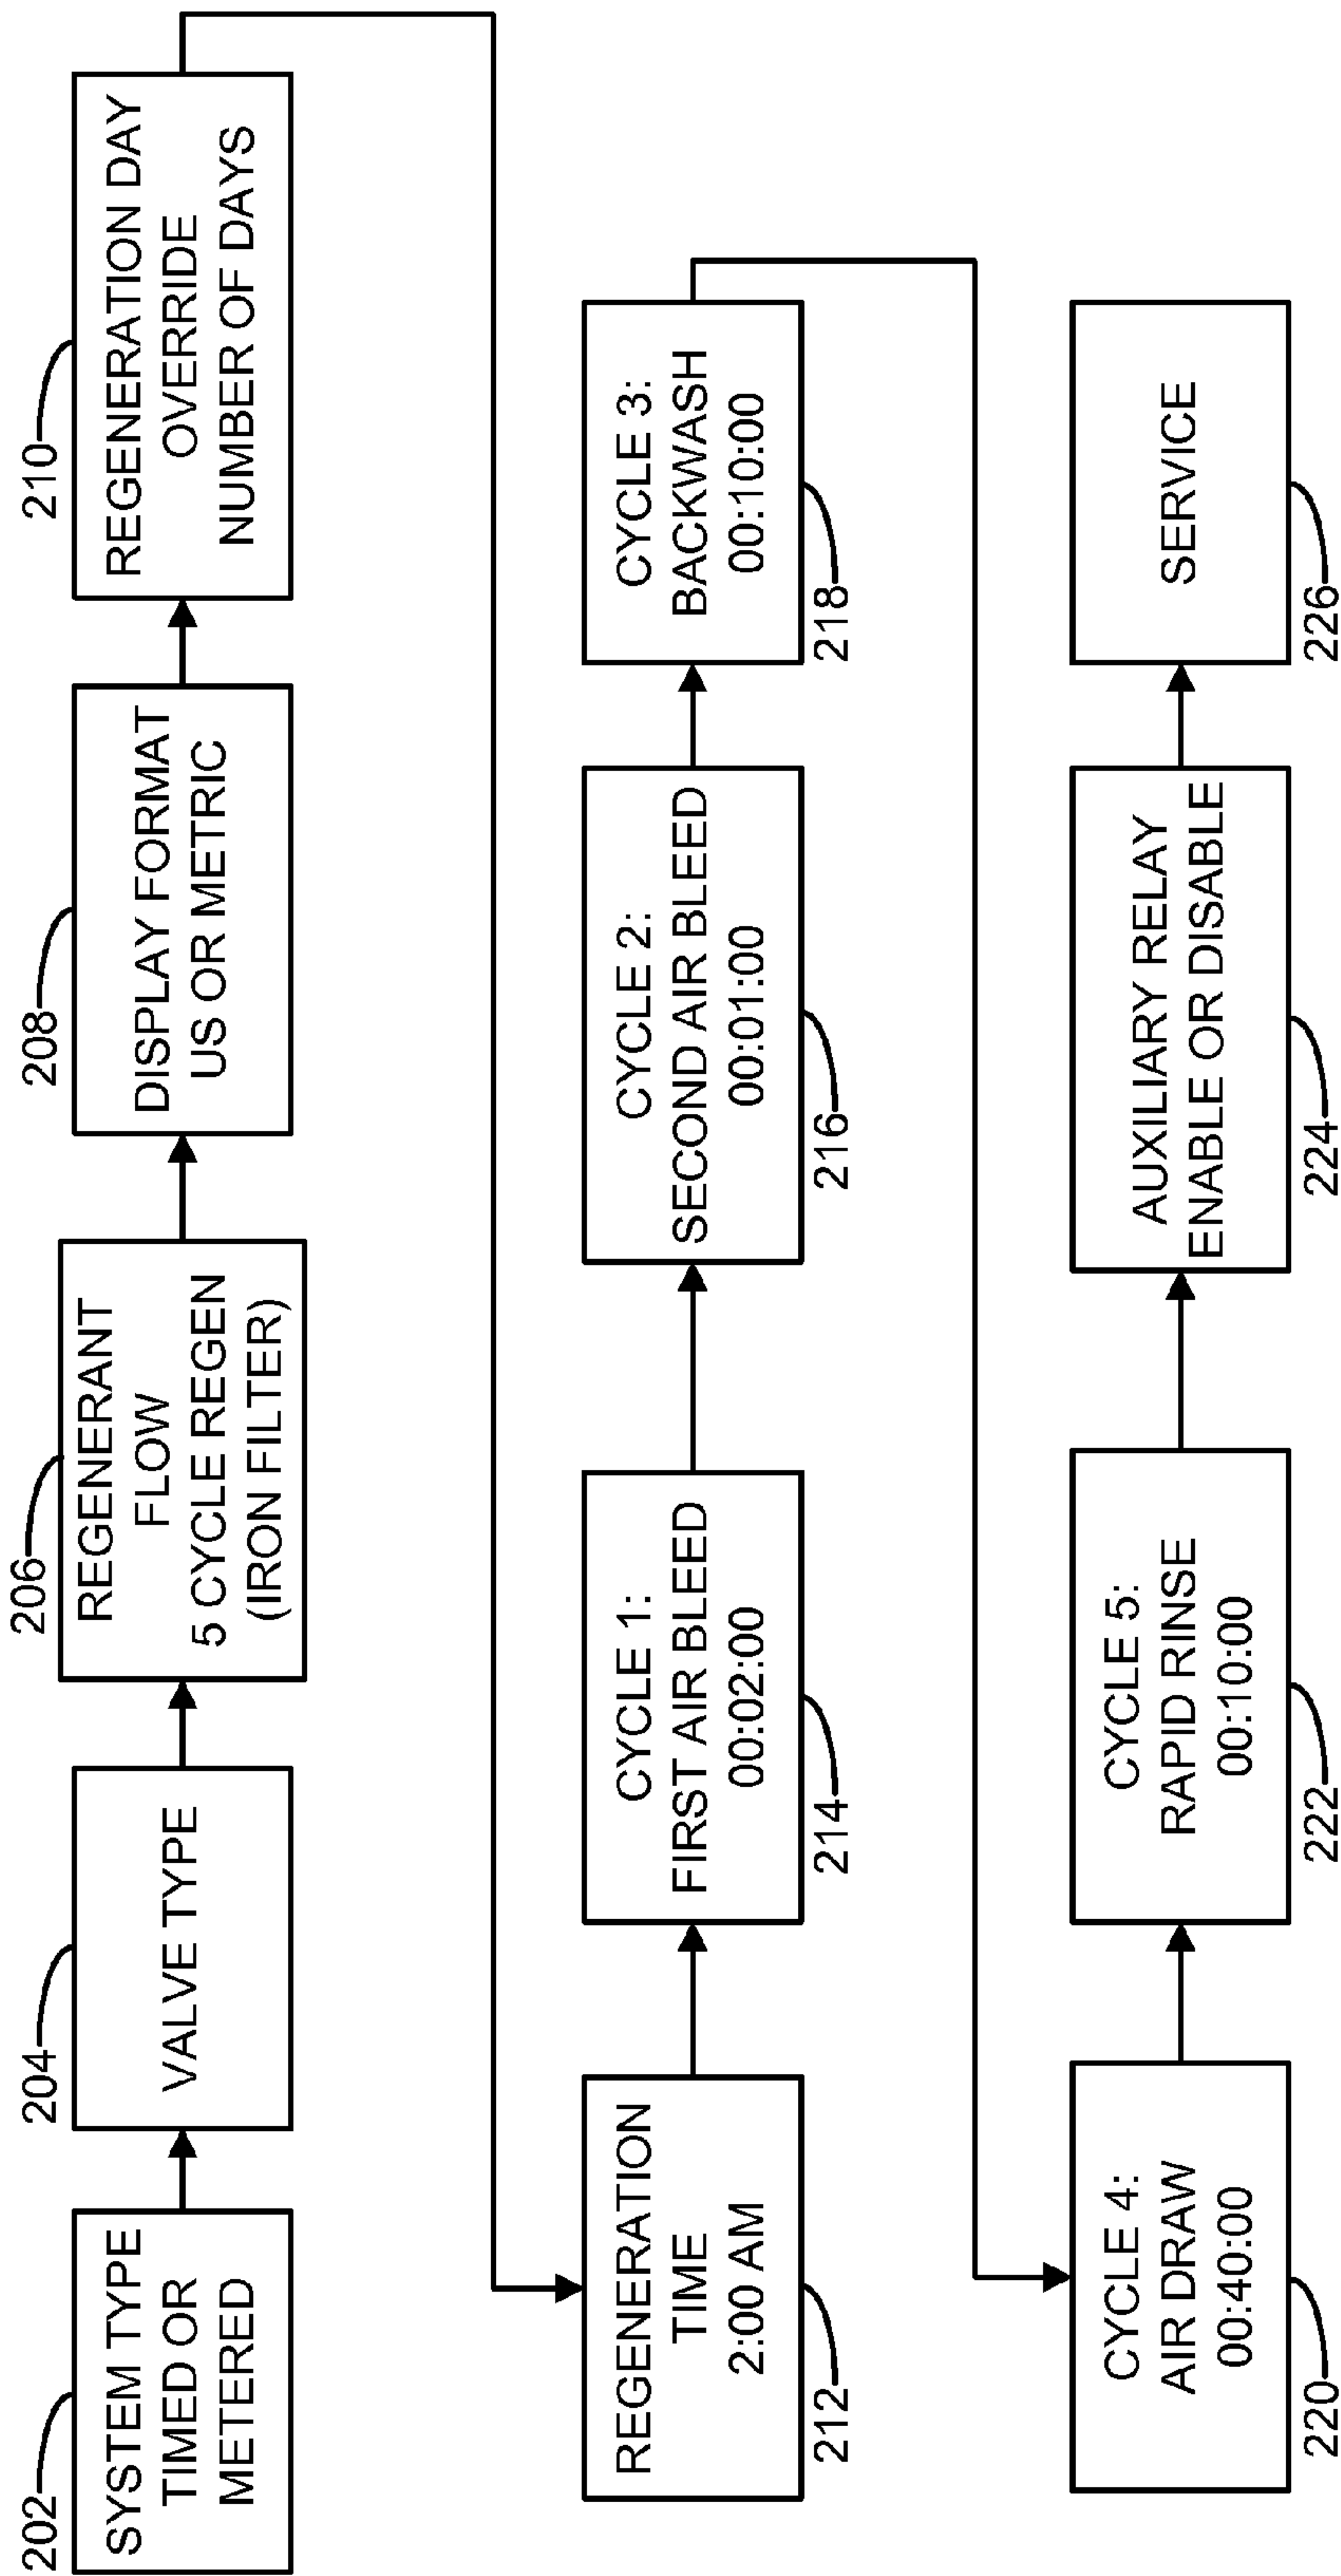 202
SYSTEM TYPE
TIMED OR
METERED
204
VALVE TYPE
206
REGENERANT
FLOW
5 CYCLE REGEN
(IRON FILTER)
208
DISPLAY FORMAT
US OR METRIC
210
REGENERATION DAY
OVERRIDE
NUMBER OF DAYS
REGENERATION
TIME
2:00 AM
212
CYCLE 1:
FIRST AIR BLEED
00:02:00
214
CYCLE 2:
SECOND AIR BLEED
00:01:00
216
CYCLE 3:
BACKWASH
00:10:00
218
CYCLE 4:
AIR DRAW
00:40:00
220
CYCLE 5:
RAPID RINSE
00:10:00
222
AUXILIARY RELAY
ENABLE OR DISABLE
224
SERVICE
226